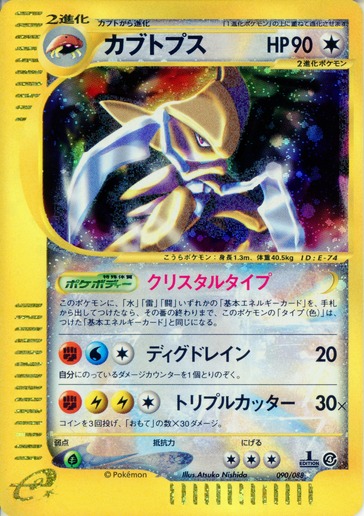 2進化 カブトから進化 「1進化ポケモン」の上に重ねて進化させます
カブトプス HP90
2進化ポケモン
こうらポケモン：身長1.3m、体重40.5kg ID：E-74
特殊体質
ポケボディー クリスタルタイプ
このポケモンに、「水」「雷」「闘」いずれかの「基本エネルギーカード」を、手札
から出してつけたなら、その番の終わりまで、このポケモンの「タイプ（色）」は、つ
けた「基本エネルギーカード」と同じになる。
ディグドレイン 20
自分にのっているダメージカウンターを1個とりのぞく。
トリプルカッター 30×
コインを3回投げ、「おもて」の数×30ダメージ。
弱点 抵抗力 にげる
1 EDITION
©Pokémon Illus.Atsuko Nishida 090/088